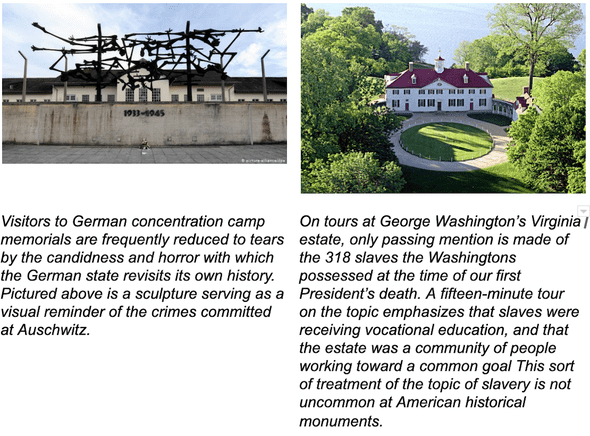 1933–1945
© picture-alliance/dpa
Visitors to German concentration camp
memorials are frequently reduced to tears
by the candidness and horror with which
the German state revisits its own history.
Pictured above is a sculpture serving as a
visual reminder of the crimes committed
at Auschwitz.
On tours at George Washington’s Virginia
estate, only passing mention is made of
the 318 slaves the Washingtons
possessed at the time of our first
President’s death. A fifteen-minute tour
on the topic emphasizes that slaves were
receiving vocational education, and that
the estate was a community of people
working toward a common goal This sort
of treatment of the topic of slavery is not
uncommon at American historical
monuments.